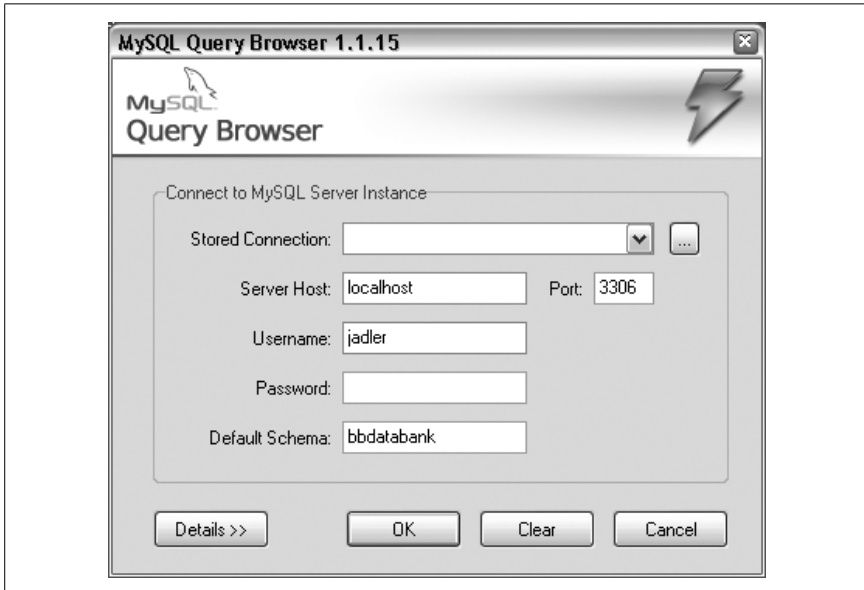 MySQL Query Browser 1.1.15
MySQL
Query Browser
Connect to MySQL Server Instance
Stored Connection:
...
Server Host: localhost Port: 3306
Username: jadler
Password:
Default Schema: bbdatabank
Details >> OK Clear Cancel